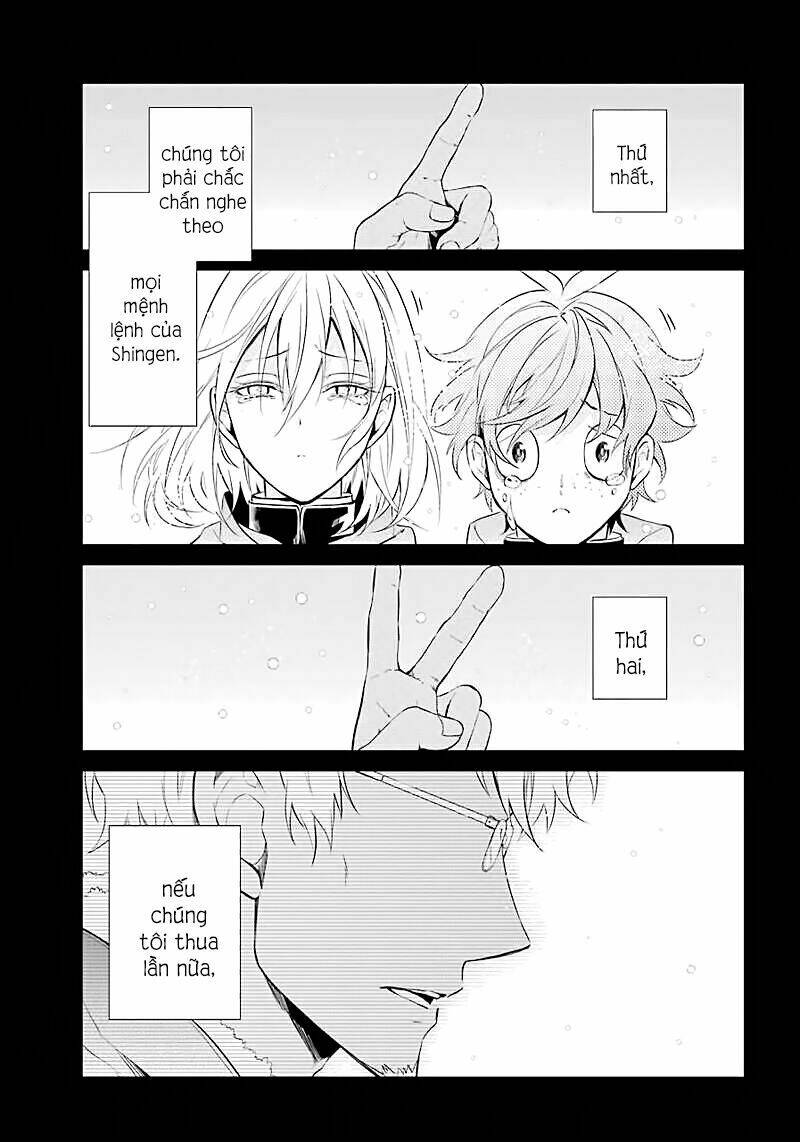 Thứ
nhất,
chúng tôi
phải chắc
chắn nghe
theo
mọi
mệnh
lệnh của
Shingen.
Thứ
hai,
nếu
chúng
tôi thua
lần nữa,